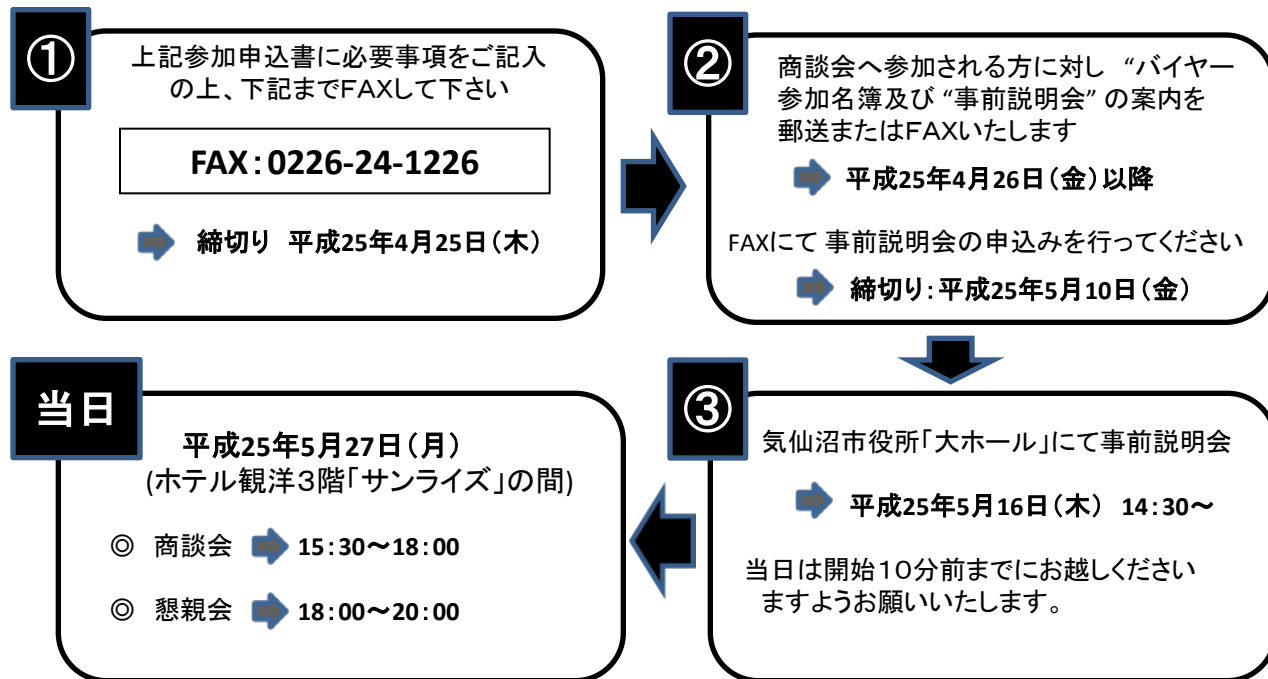 ①
上記参加申込書に必要事項をご記入
の上、下記までFAXして下さい
FAX：0226-24-1226
締切り 平成25年4月25日（木）
②
商談会へ参加される方に対し “バイヤー
参加名簿及び “事前説明会” の案内を
郵送またはFAXいたします
平成25年4月26日（金）以降
FAXにて 事前説明会の申込みを行ってください
締切り：平成25年5月10日（金）
③
気仙沼市役所「大ホール」にて事前説明会
平成25年5月16日（木） 14：30～
当日は開始１０分前までにお越しください
ますようお願いいたします。
当日
平成25年5月27日（月）
(ホテル観洋３階「サンライズ」の間)
◎ 商談会 15：30～18：00
◎ 懇親会 18：00～20：00